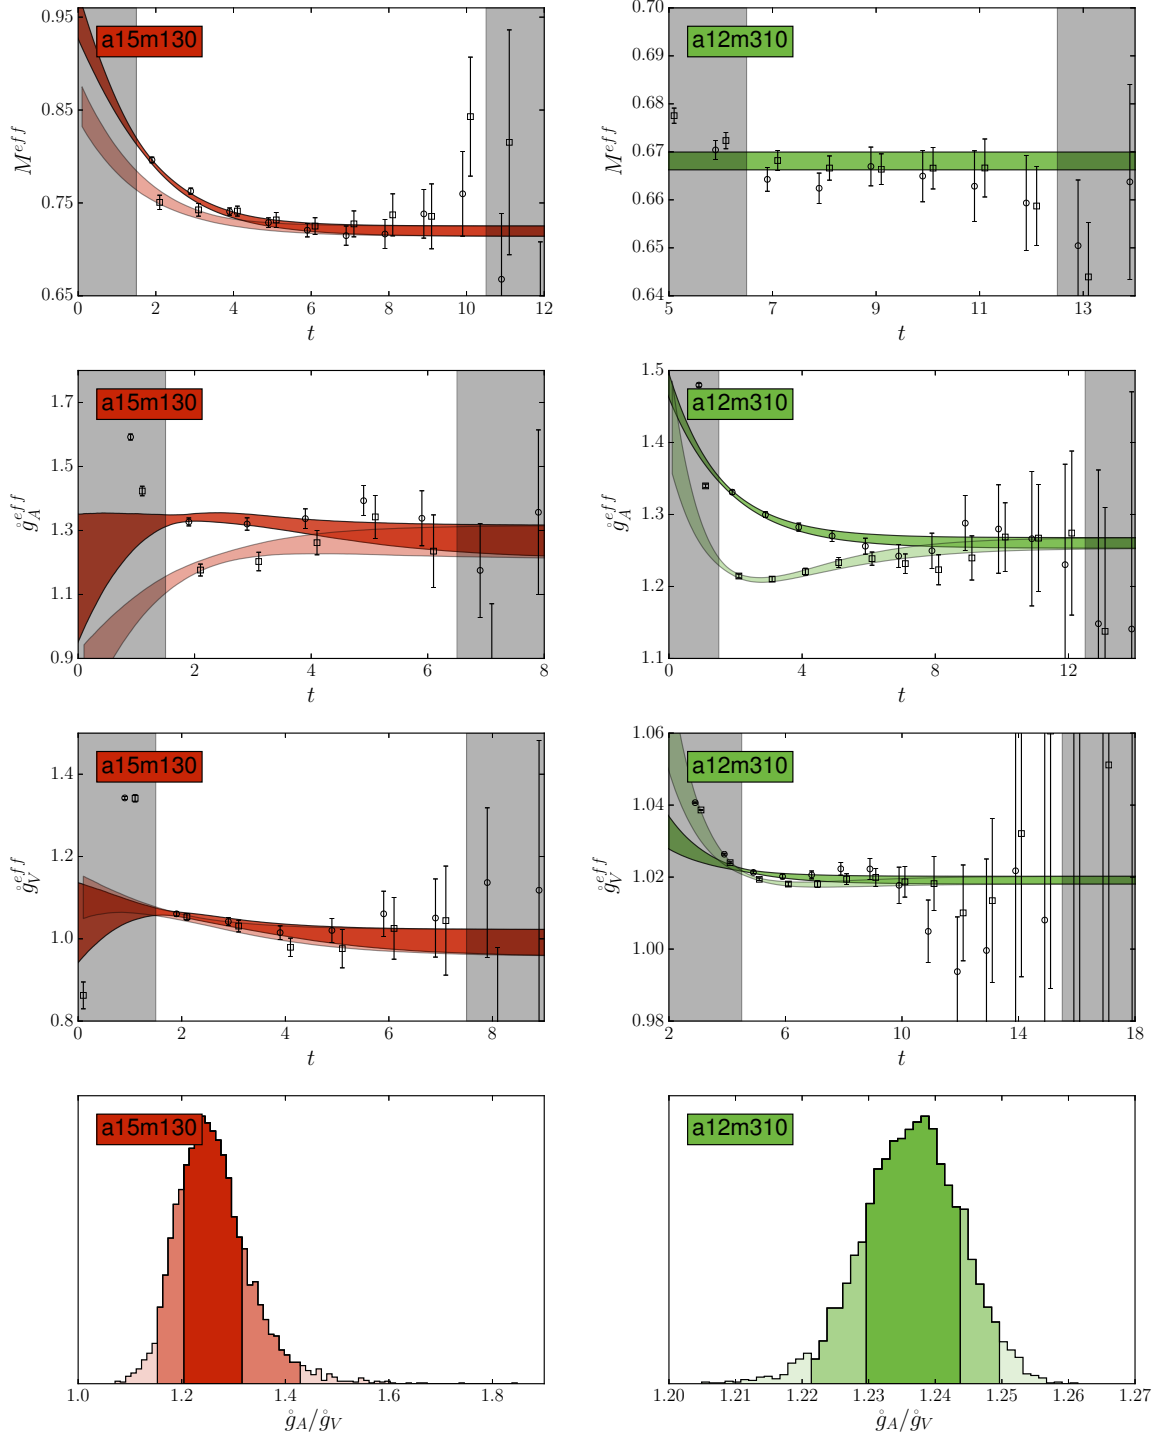 a15m130
0.95
0.85
0.75
0.65
0 2 4 6 8 10 12
M^{eff}
t
a12m310
0.70
0.69
0.68
0.67
0.66
0.65
0.64
5 7 9 11 13
M^{eff}
t
a15m130
1.7
1.5
1.3
1.1
0.9
0 2 4 6 8
g̊_A^{eff}
t
a12m310
1.5
1.4
1.3
1.2
1.1
0 4 8 12
g̊_A^{eff}
t
a15m130
1.4
1.2
1.0
0.8
0 2 4 6 8
g̊_V^{eff}
t
a12m310
1.06
1.04
1.02
1.00
0.98
2 6 10 14 18
g̊_V^{eff}
t
a15m130
1.0 1.2 1.4 1.6 1.8
g̊_A/g̊_V
a12m310
1.20 1.21 1.22 1.23 1.24 1.25 1.26 1.27
g̊_A/g̊_V